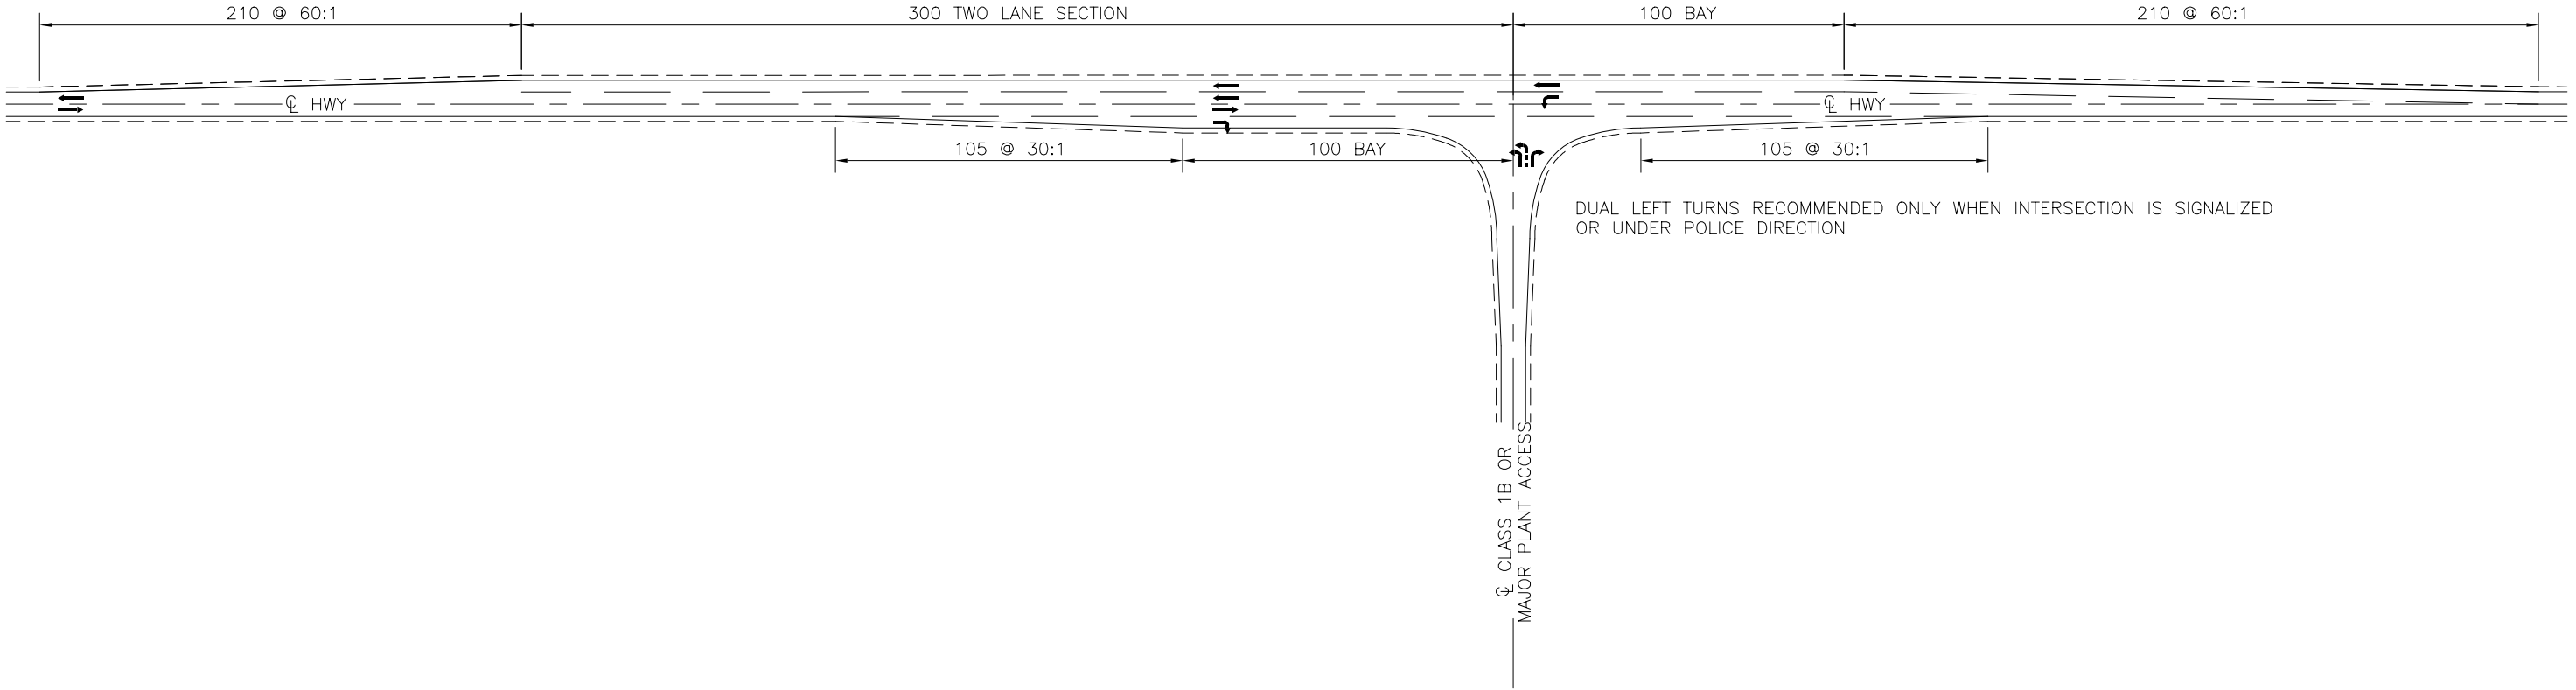 210 @ 60:1
300 TWO LANE SECTION
100 BAY
210 @ 60:1
℄ HWY
℄ HWY
105 @ 30:1
100 BAY
105 @ 30:1
DUAL LEFT TURNS RECOMMENDED ONLY WHEN INTERSECTION IS SIGNALIZED
OR UNDER POLICE DIRECTION
℄ CLASS 1B OR
MAJOR PLANT ACCESS